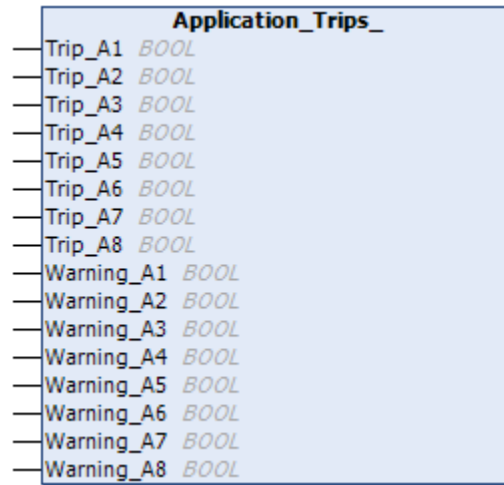 Application_Trips_
Trip_A1 BOOL
Trip_A2 BOOL
Trip_A3 BOOL
Trip_A4 BOOL
Trip_A5 BOOL
Trip_A6 BOOL
Trip_A7 BOOL
Trip_A8 BOOL
Warning_A1 BOOL
Warning_A2 BOOL
Warning_A3 BOOL
Warning_A4 BOOL
Warning_A5 BOOL
Warning_A6 BOOL
Warning_A7 BOOL
Warning_A8 BOOL